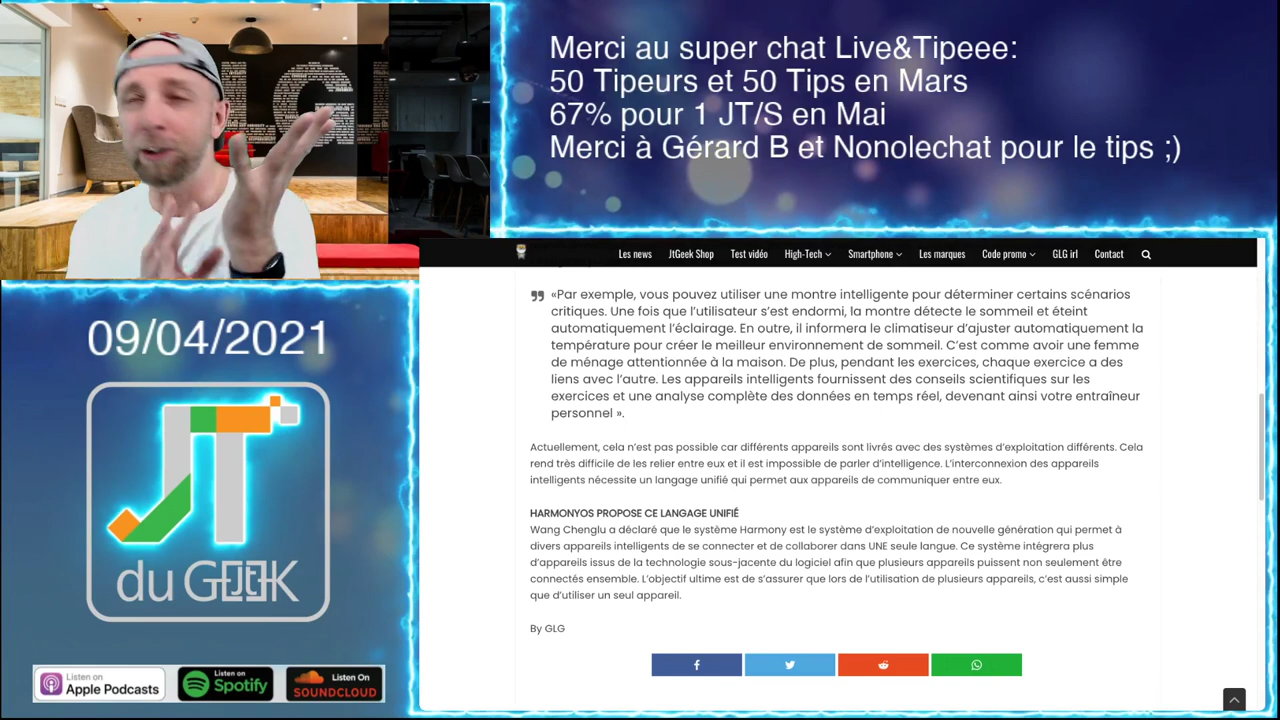 Merci au super chat Live&Tipeee:
50 Tipeurs et 50 Tips en Mars
67% pour 1 JT/S en Mai
Merci à Gérard B et Nonolechat pour le tips ;)
Les news JtGeek Shop Test vidéo High-Tech Smartphone Les marques Code promo GLG irl Contact
«Par exemple, vous pouvez utiliser une montre intelligente pour déterminer certains scénarios
critiques. Une fois que l’utilisateur s’est endormi, la montre détecte le sommeil et éteint
automatiquement l’éclairage. En outre, il informera le climatiseur d’ajuster automatiquement la
température pour créer le meilleur environnement de sommeil. C’est comme avoir une femme
de ménage attentionnée à la maison. De plus, pendant les exercices, chaque exercice a des
liens avec l’autre. Les appareils intelligents fournissent des conseils scientifiques sur les
exercices et une analyse complète des données en temps réel, devenant ainsi votre entraîneur
personnel ».
Actuellement, cela n’est pas possible car différents appareils sont livrés avec des systèmes d’exploitation différents. Cela
rend très difficile de les relier entre eux et il est impossible de parler d’intelligence. L’interconnexion des appareils
intelligents nécessite un langage unifié qui permet aux appareils de communiquer entre eux.
HARMONYOS PROPOSE CE LANGAGE UNIFIÉ
Wang Chenglu a déclaré que le système Harmony est le système d’exploitation de nouvelle génération qui permet à
divers appareils intelligents de se connecter et de collaborer dans UNE seule langue. Ce système intégrera plus
d’appareils issus de la technologie sous-jacente du logiciel afin que plusieurs appareils puissent non seulement être
connectés ensemble. L’objectif ultime est de s’assurer que lors de l’utilisation de plusieurs appareils, c’est aussi simple
que d’utiliser un seul appareil.
By GLG
09/04/2021
JT
du GEEK
Listen on
Apple Podcasts
Listen on
Spotify
Listen On
SOUNDCLOUD